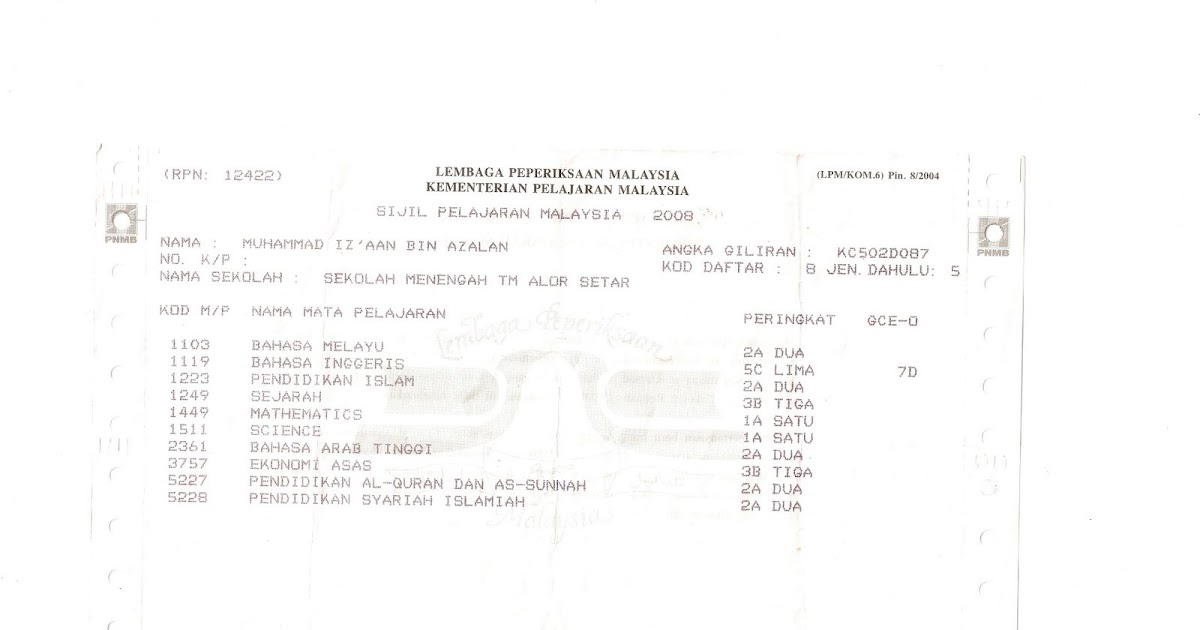 (RPN: 12422) LEMBAGA PEPERIKSAAN MALAYSIA (LPM/KOM.6) Pin. 8/2004
KEMENTERIAN PELAJARAN MALAYSIA
SIJIL PELAJARAN MALAYSIA 2008
PNMB PNMB
NAMA : MUHAMMAD IZ'AAN BIN AZALAN ANGKA GILIRAN : KC502D087
NO. K/P : KOD DAFTAR : 8 JEN. DAHULU: 5
NAMA SEKOLAH : SEKOLAH MENENGAH TM ALOR SETAR
KOD M/P NAMA MATA PELAJARAN PERINGKAT GCE-O
1103 BAHASA MELAYU 2A DUA
1119 BAHASA INGGERIS 5C LIMA 7D
1223 PENDIDIKAN ISLAM 2A DUA
1249 SEJARAH 3B TIGA
1449 MATHEMATICS 1A SATU
1511 SCIENCE 1A SATU
2361 BAHASA ARAB TINGGI 2A DUA
3757 EKONOMI ASAS 3B TIGA
5227 PENDIDIKAN AL-QURAN DAN AS-SUNNAH 2A DUA
5228 PENDIDIKAN SYARIAH ISLAMIAH 2A DUA
Lembaga Peperiksaan
Malaysia